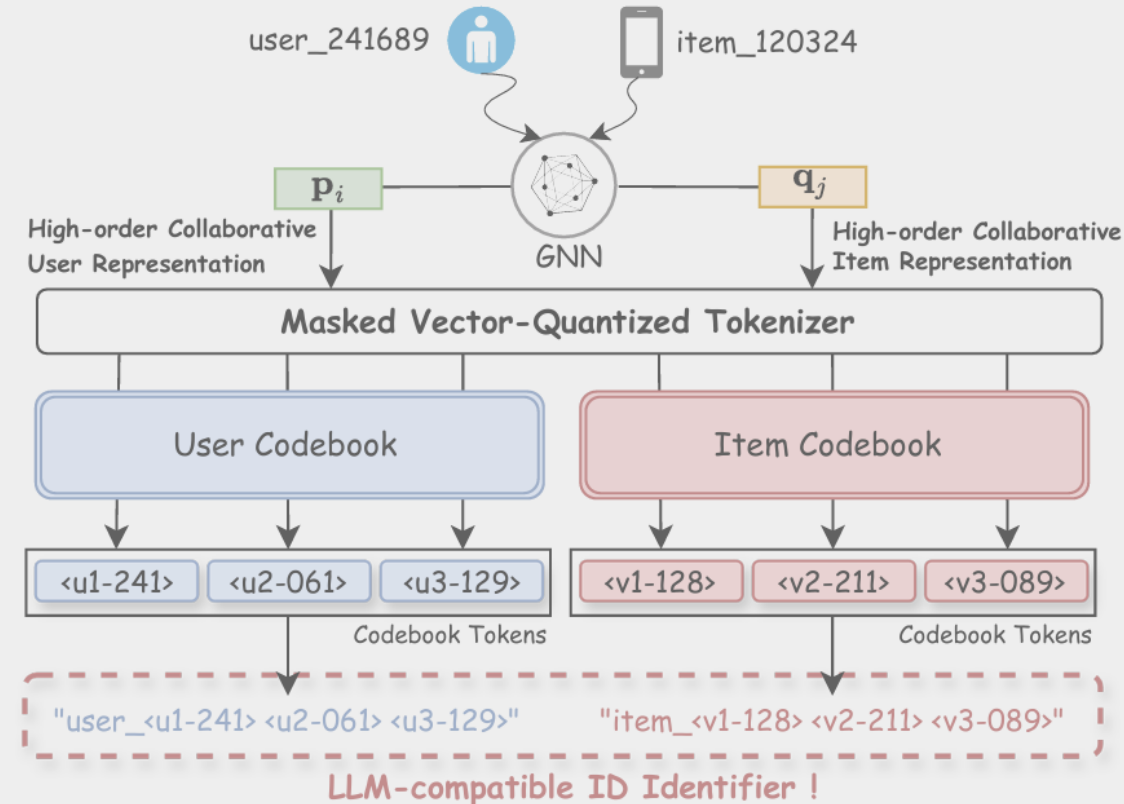 user_241689
item_120324
p_i
q_j
High-order Collaborative
User Representation
GNN
High-order Collaborative
Item Representation
Masked Vector-Quantized Tokenizer
User Codebook
Item Codebook
<u1-241> <u2-061> <u3-129>
<v1-128> <v2-211> <v3-089>
Codebook Tokens
Codebook Tokens
"user_<u1-241> <u2-061> <u3-129>"
"item_<v1-128> <v2-211> <v3-089>"
LLM-compatible ID Identifier !